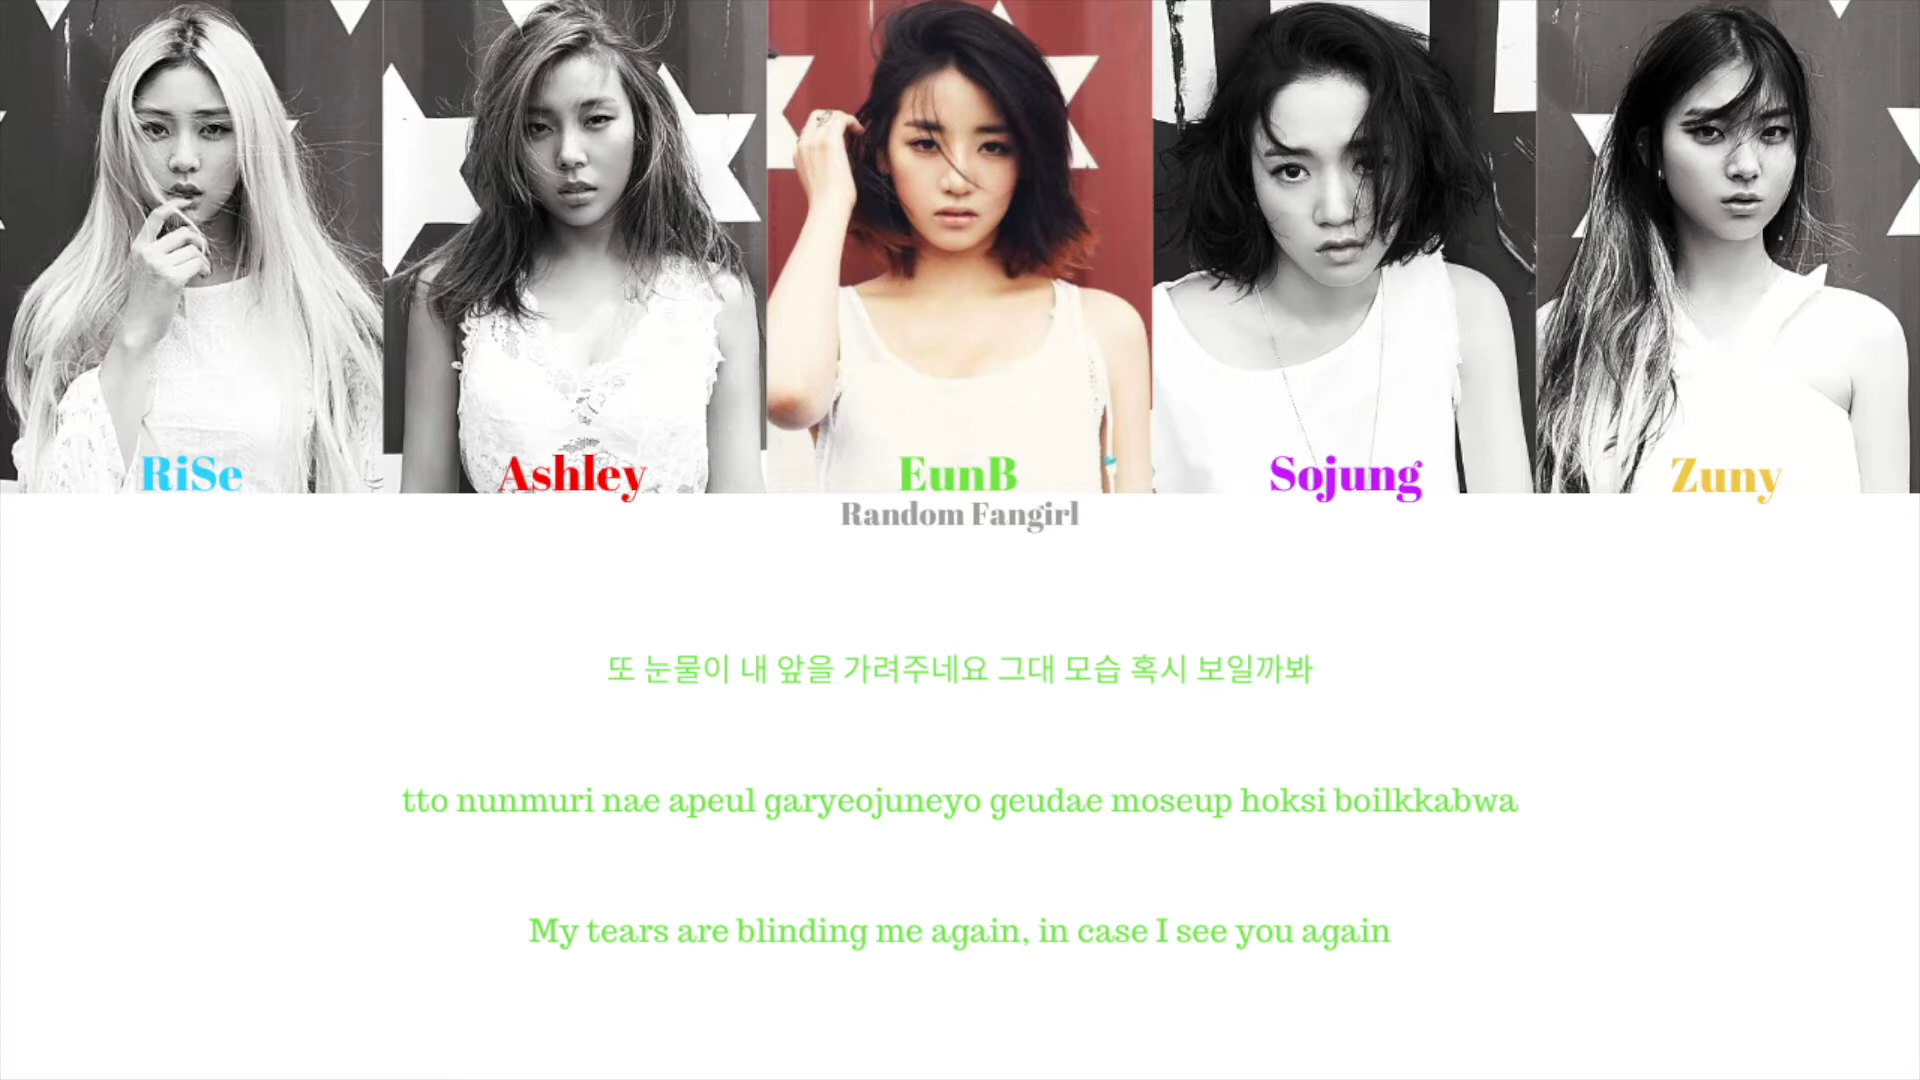 RiSe
Ashley
EunB
Sojung
Zuny
Random Fangirl
또 눈물이 내 앞을 가려주네요 그대 모습 혹시 보일까봐
tto nunmuri nae apeul garyeojuneyo geudae moseup hoksi boilkkabwa
My tears are blinding me again, in case I see you again